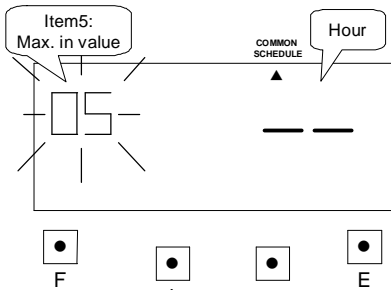 Item5:
Max. in value
COMMON
SCHEDULE
Hour
05
F
E